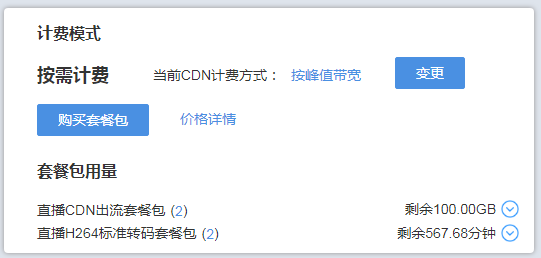 计费模式
按需计费 当前CDN计费方式： 按峰值带宽 变更
购买套餐包 价格详情
套餐包用量
直播CDN出流套餐包 (2) 剩余100.00GB
直播H264标准转码套餐包 (2) 剩余567.68分钟